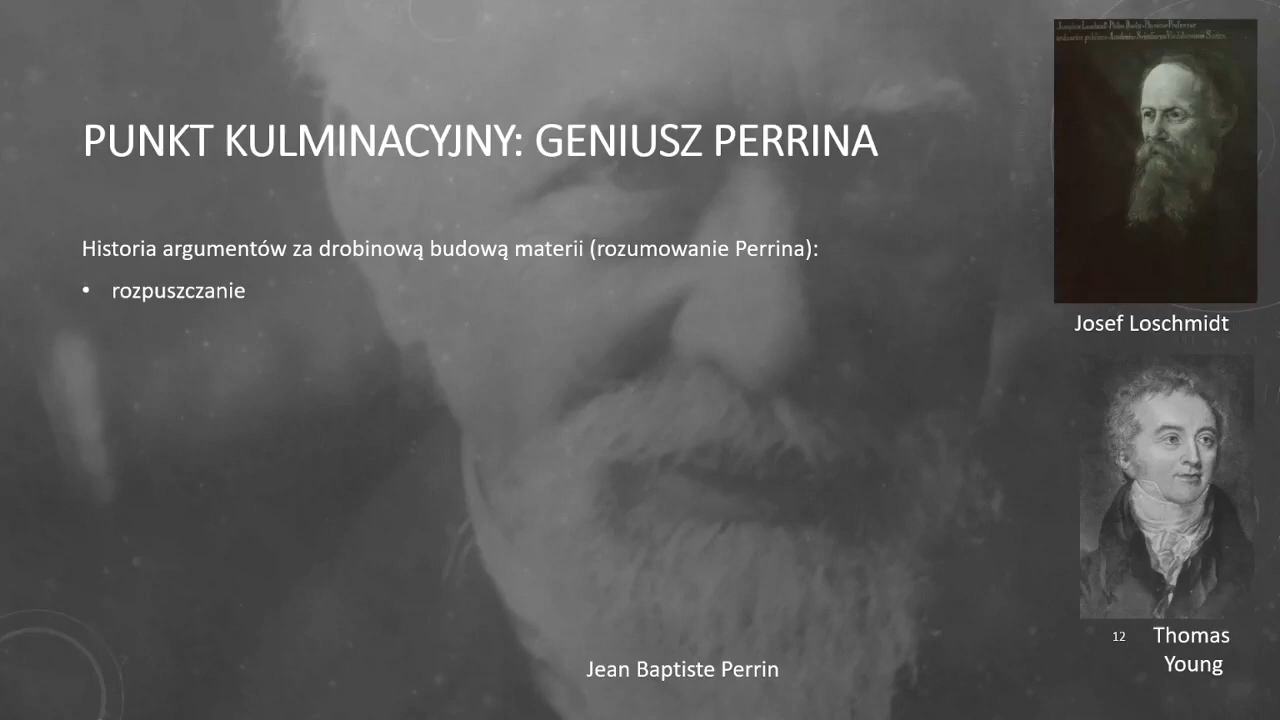 PUNKT KULMINACYJNY: GENIUSZ PERRINA
Historia argumentów za drobinową budową materii (rozumowanie Perrina):
• rozpuszczanie
Josef Loschmidt
12
Thomas
Young
Jean Baptiste Perrin